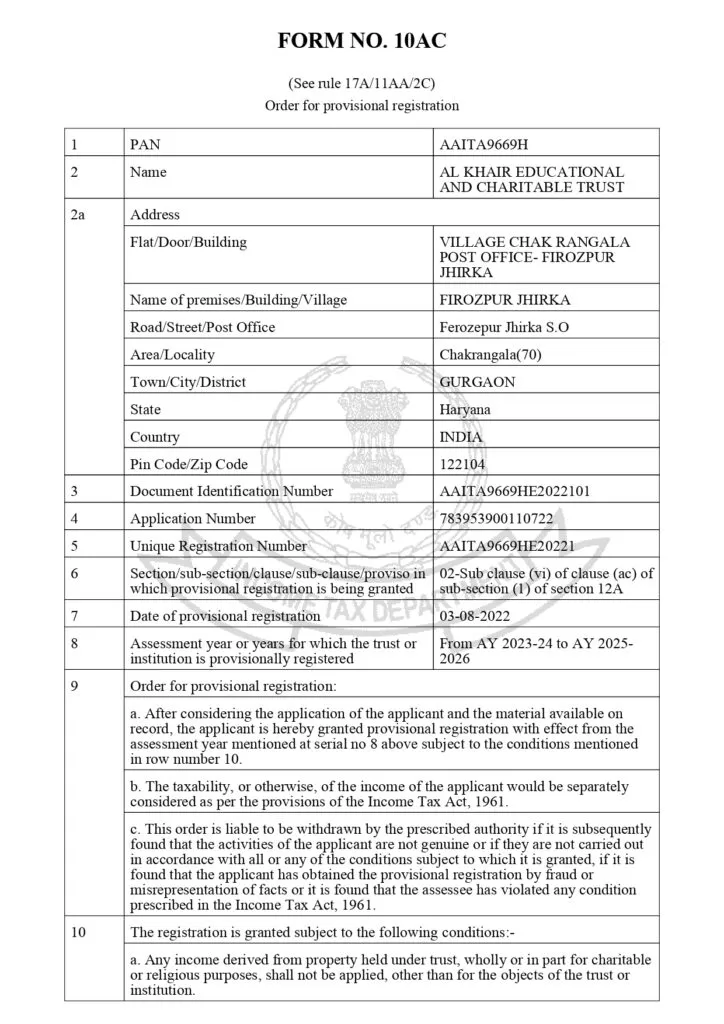 FORM NO. 10AC
(See rule 17A/11AA/2C)
Order for provisional registration
1 PAN AAITA9669H
2 Name AL KHAIR EDUCATIONAL
AND CHARITABLE TRUST
2a Address
Flat/Door/Building VILLAGE CHAK RANGALA
POST OFFICE- FIROZPUR
JHIRKA
Name of premises/Building/Village FIROZPUR JHIRKA
Road/Street/Post Office Ferozepur Jhirka S.O
Area/Locality Chakrangala(70)
Town/City/District GURGAON
State Haryana
Country INDIA
Pin Code/Zip Code 122104
3 Document Identification Number AAITA9669HE2022101
4 Application Number 783953900110722
5 Unique Registration Number AAITA9669HE20221
6 Section/sub-section/clause/sub-clause/proviso in 02-Sub clause (vi) of clause (ac) of
which provisional registration is being granted sub-section (1) of section 12A
7 Date of provisional registration 03-08-2022
8 Assessment year or years for which the trust or From AY 2023-24 to AY 2025-
institution is provisionally registered 2026
9 Order for provisional registration:
a. After considering the application of the applicant and the material available on
record, the applicant is hereby granted provisional registration with effect from the
assessment year mentioned at serial no 8 above subject to the conditions mentioned
in row number 10.
b. The taxability, or otherwise, of the income of the applicant would be separately
considered as per the provisions of the Income Tax Act, 1961.
c. This order is liable to be withdrawn by the prescribed authority if it is subsequently
found that the activities of the applicant are not genuine or if they are not carried out
in accordance with all or any of the conditions subject to which it is granted, if it is
found that the applicant has obtained the provisional registration by fraud or
misrepresentation of facts or it is found that the assessee has violated any condition
prescribed in the Income Tax Act, 1961.
10 The registration is granted subject to the following conditions:-
a. Any income derived from property held under trust, wholly or in part for charitable
or religious purposes, shall not be applied, other than for the objects of the trust or
institution.
सत्यमेव जयते
कोष मूलो दण्डः
INCOME TAX DEPARTMENT